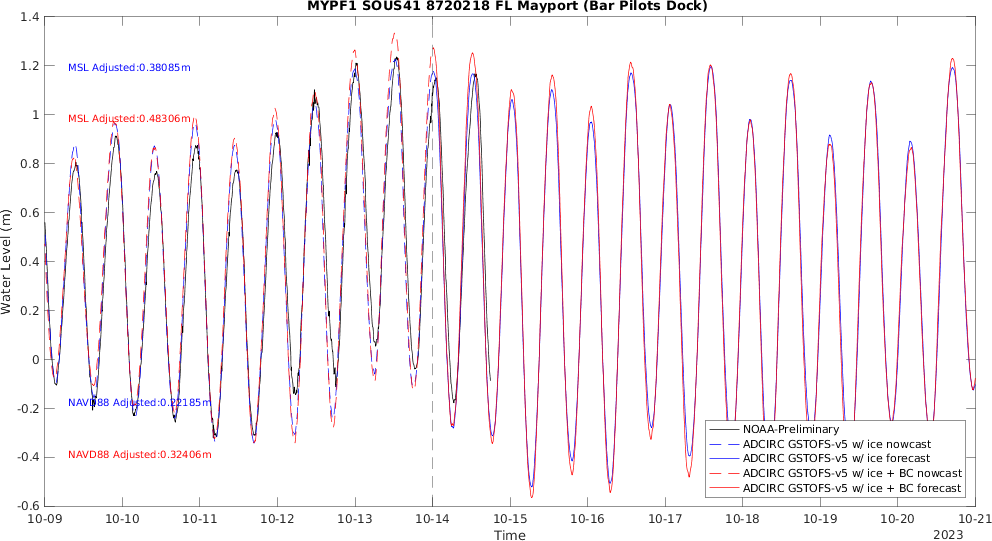 MYPF1 SOUS41 8720218 FL Mayport (Bar Pilots Dock)
1.4
1.2
1
0.8
0.6
0.4
0.2
0
-0.2
-0.4
-0.6
Water Level (m)
MSL Adjusted:0.38085m
MSL Adjusted:0.48306m
NAVD88 Adjusted:0.22185m
NAVD88 Adjusted:0.32406m
NOAA-Preliminary
ADCIRC GSTOFS-v5 w/ ice nowcast
ADCIRC GSTOFS-v5 w/ ice forecast
ADCIRC GSTOFS-v5 w/ ice + BC nowcast
ADCIRC GSTOFS-v5 w/ ice + BC forecast
10-09 10-10 10-11 10-12 10-13 10-14 10-15 10-16 10-17 10-18 10-19 10-20 10-21
Time
2023